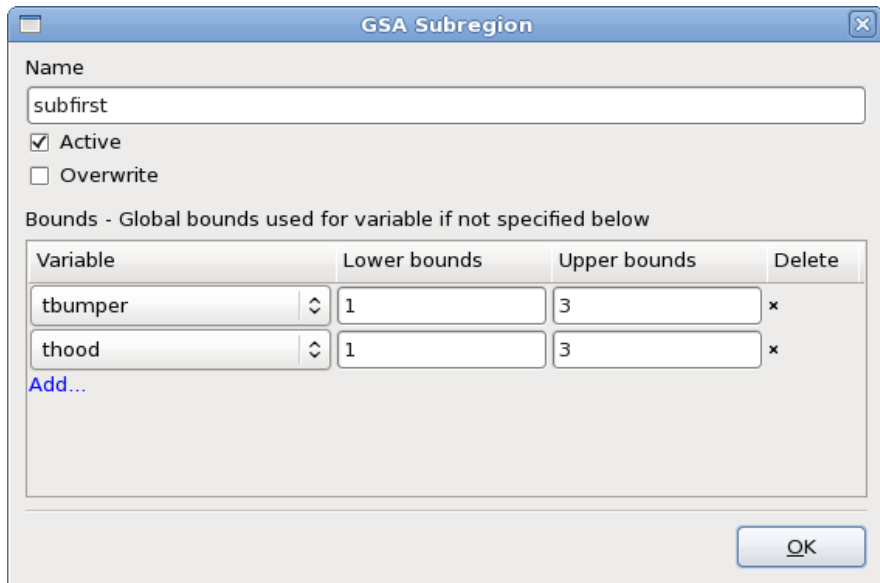 GSA Subregion
Name
subfirst
Active
Overwrite
Bounds - Global bounds used for variable if not specified below
Variable Lower bounds Upper bounds Delete
tbumper 1 3 ×
thood 1 3 ×
Add...
OK